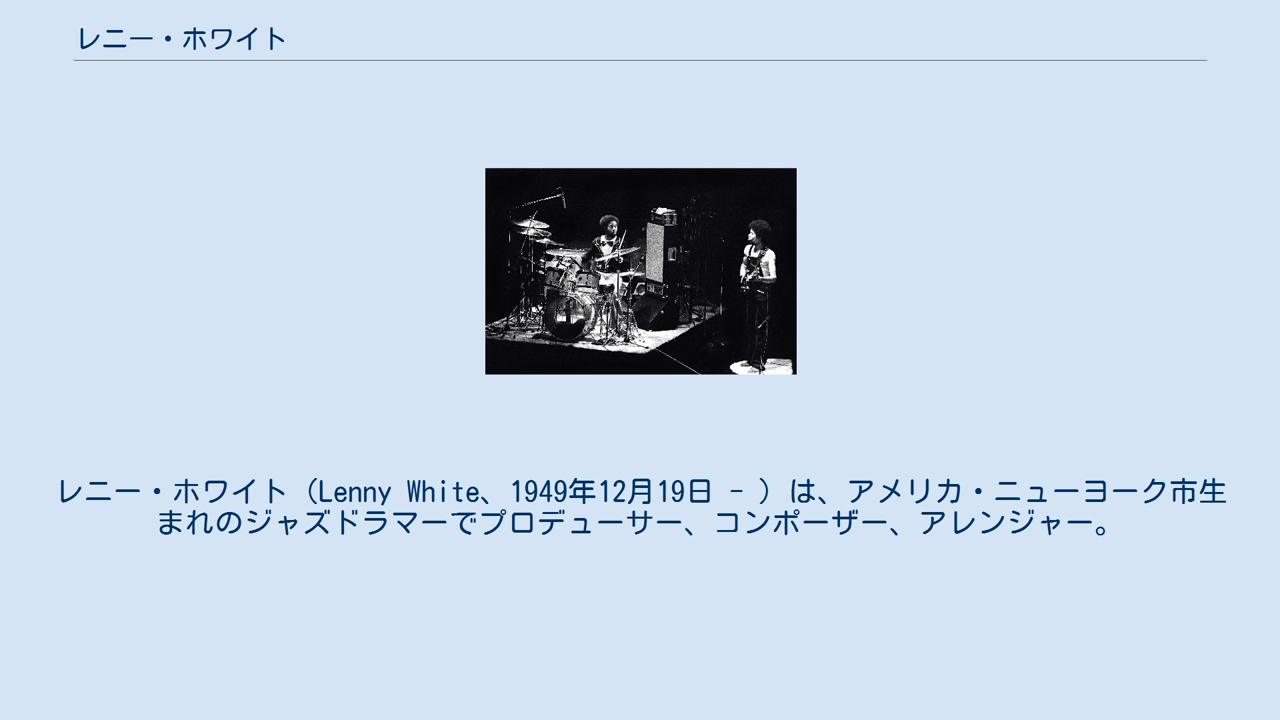 レニー・ホワイト
レニー・ホワイト（Lenny White、1949年12月19日 - ）は、アメリカ・ニューヨーク市生
まれのジャズドラマーでプロデューサー、コンポーザー、アレンジャー。